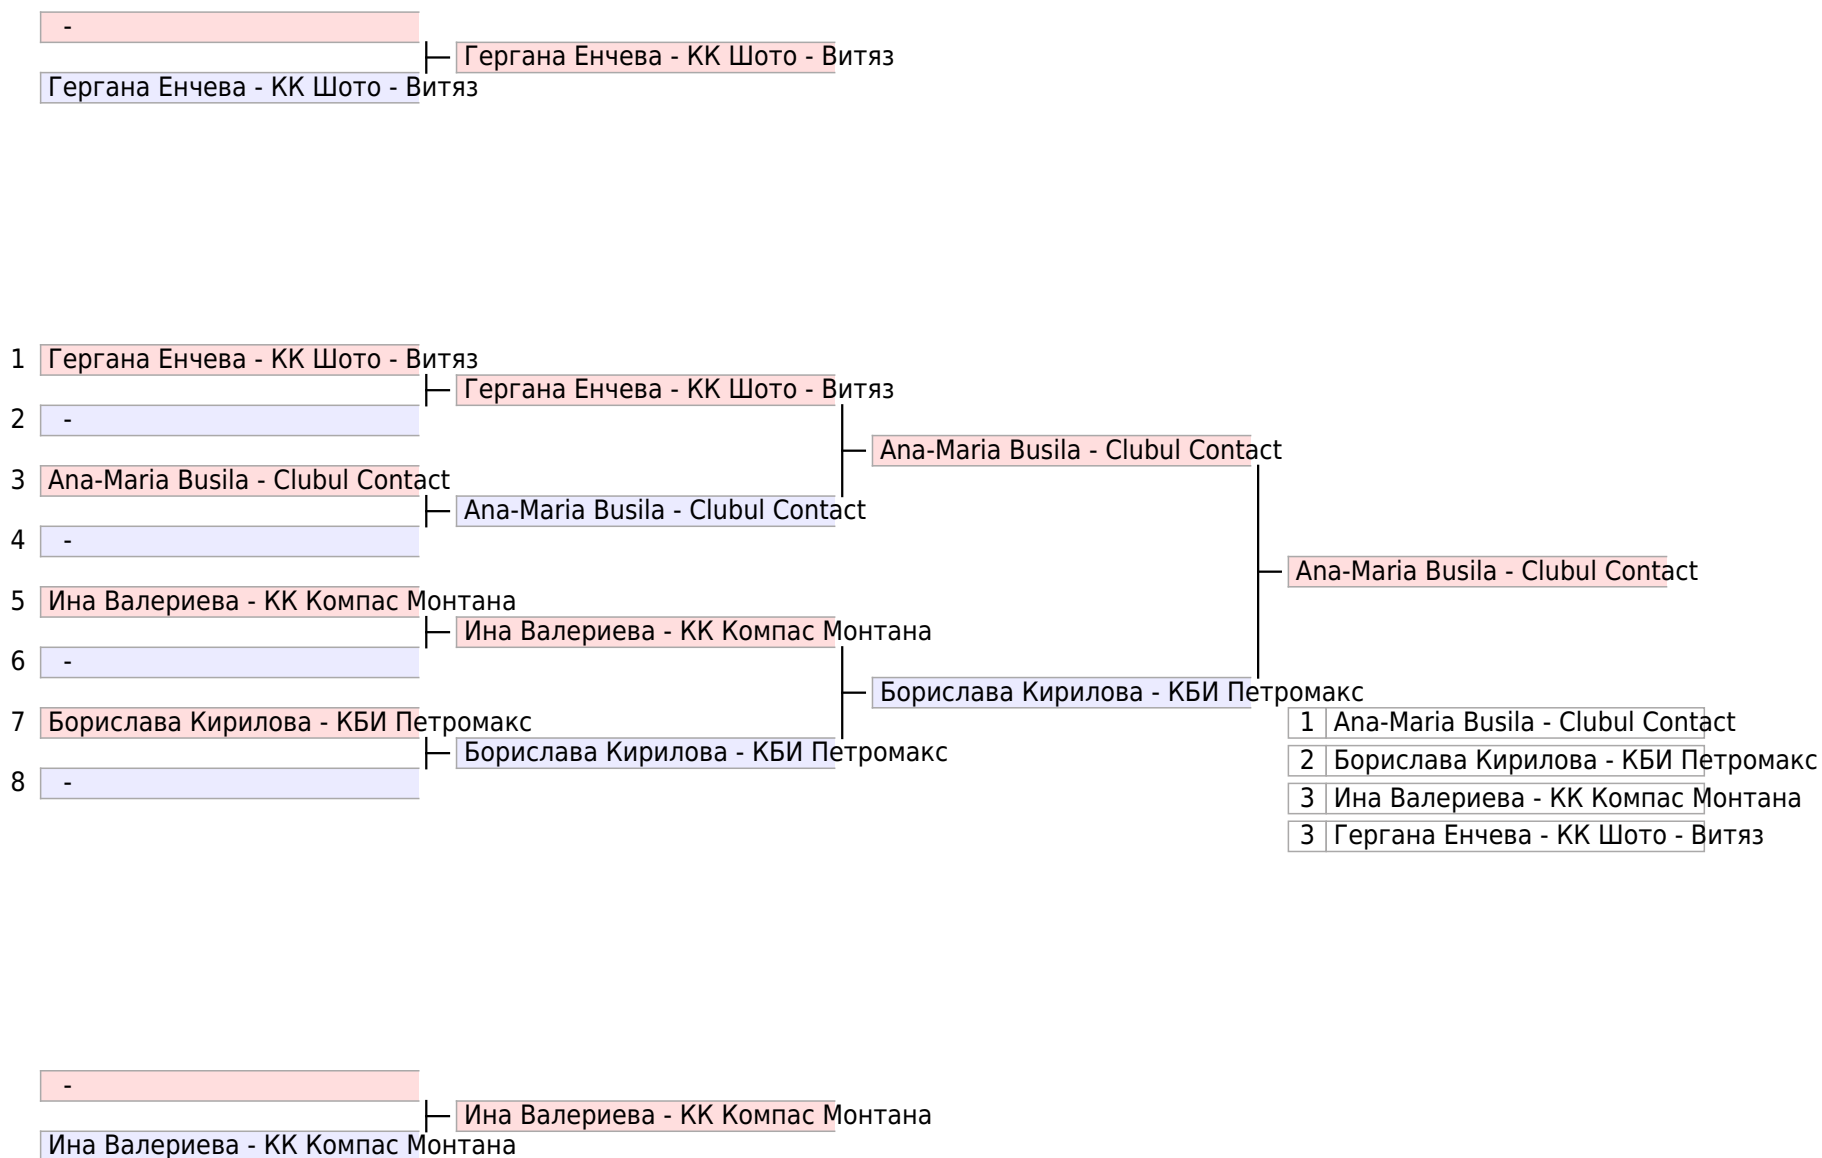 -
Гергана Енчева - КК Шото - Витяз
Гергана Енчева - КК Шото - Витяз
1 Гергана Енчева - КК Шото - Витяз
Гергана Енчева - КК Шото - Витяз
2 -
Ana-Maria Busila - Clubul Contact
3 Ana-Maria Busila - Clubul Contact
Ana-Maria Busila - Clubul Contact
4 -
Ana-Maria Busila - Clubul Contact
5 Ина Валериева - КК Компас Монтана
Ина Валериева - КК Компас Монтана
6 -
Борислава Кирилова - КБИ Петромакс
7 Борислава Кирилова - КБИ Петромакс
Борислава Кирилова - КБИ Петромакс
8 -
1 Ana-Maria Busila - Clubul Contact
2 Борислава Кирилова - КБИ Петромакс
3 Ина Валериева - КК Компас Монтана
3 Гергана Енчева - КК Шото - Витяз
-
Ина Валериева - КК Компас Монтана
Ина Валериева - КК Компас Монтана